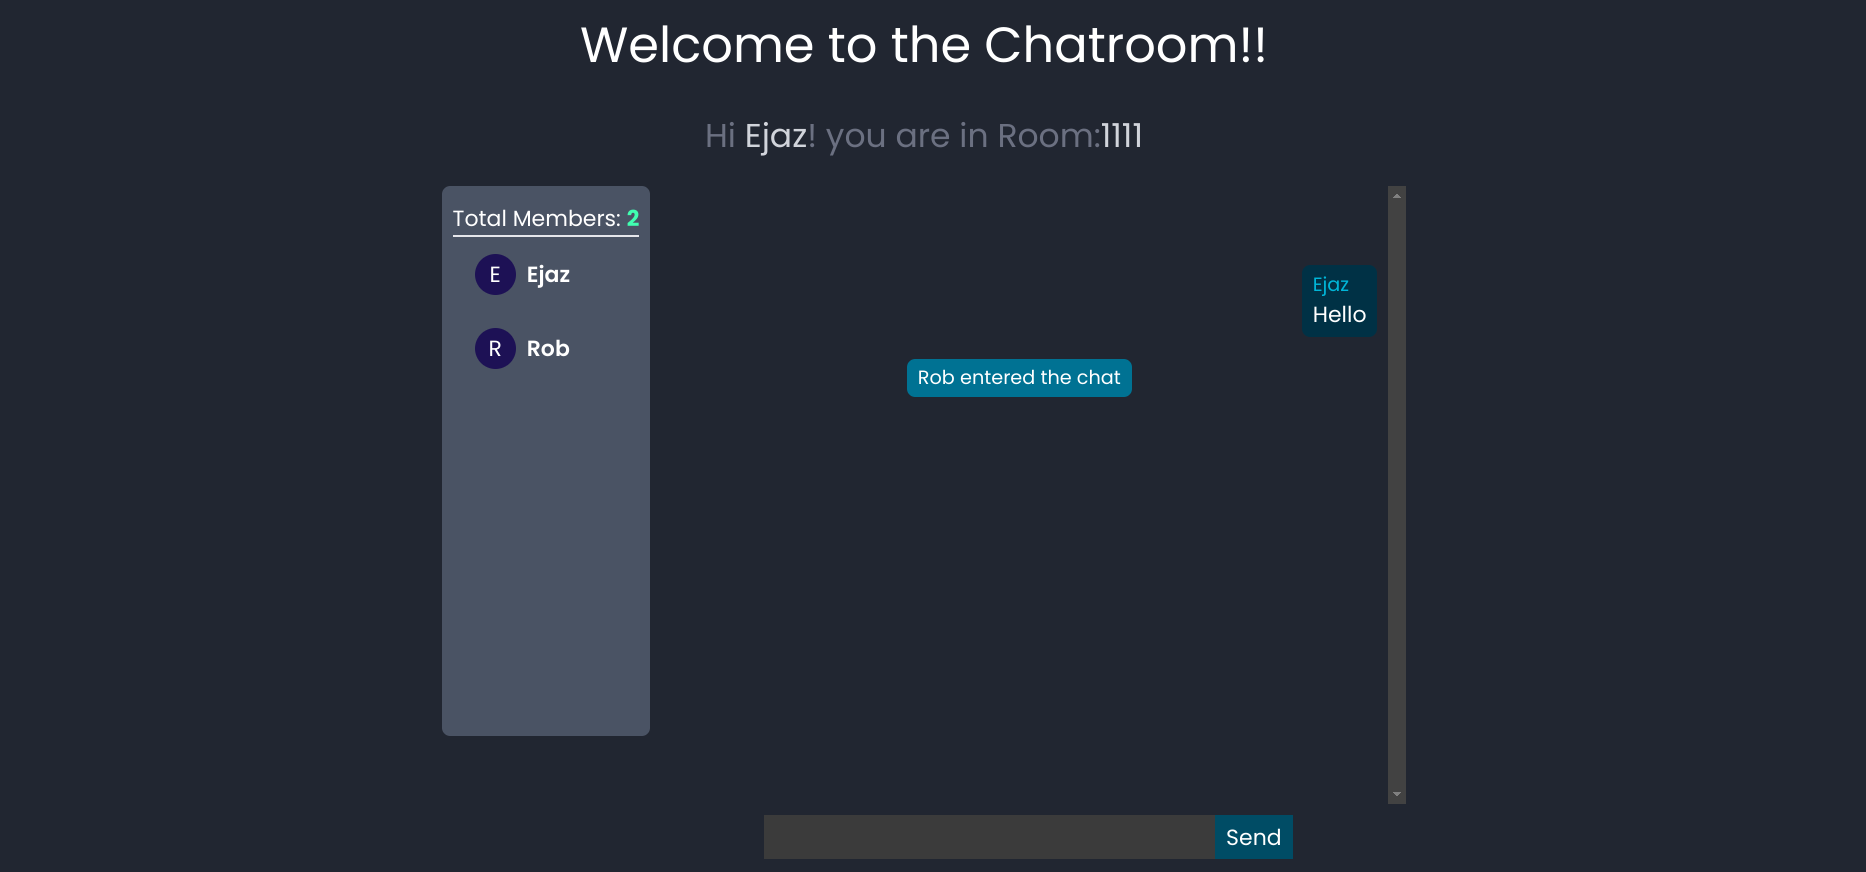 Welcome to the Chatroom!!
Hi Ejaz! you are in Room:1111
Total Members: 2
E Ejaz
R Rob
Ejaz
Hello
Rob entered the chat
Send